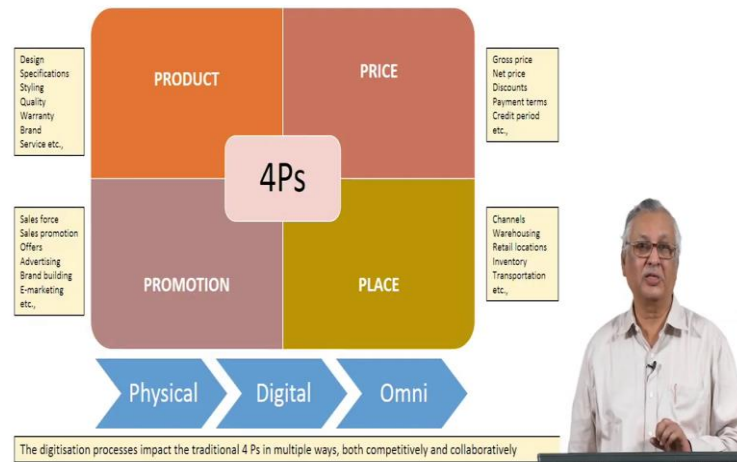 Design
Specifications
Styling
Quality
Warranty
Brand
Service etc.,
PRODUCT
PRICE
Gross price
Net price
Discounts
Payment terms
Credit period
etc.,
4Ps
Sales force
Sales promotion
Offers
Advertising
Brand building
E-marketing
etc.,
PROMOTION
PLACE
Channels
Warehousing
Retail locations
Inventory
Transportation
etc.,
Physical
Digital
Omni
The digitisation processes impact the traditional 4 Ps in multiple ways, both competitively and collaboratively